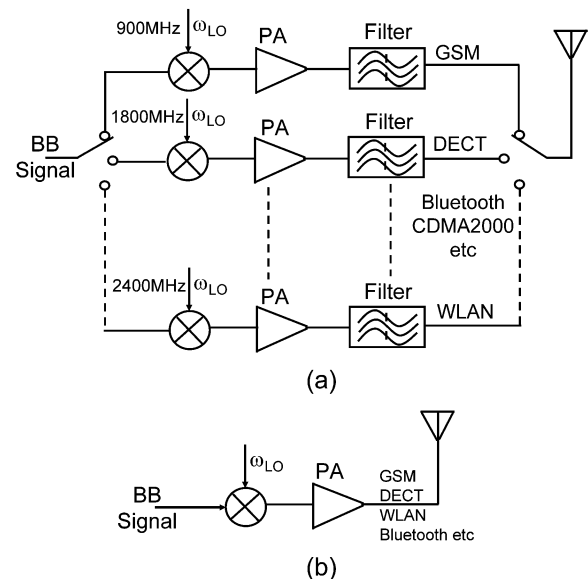 900MHz ωLO PA Filter GSM
1800MHz ωLO PA Filter DECT
BB
Signal
Bluetooth
CDMA2000
etc
2400MHz ωLO PA Filter WLAN
(a)
ωLO PA
BB
Signal
GSM
DECT
WLAN
Bluetooth etc
(b)